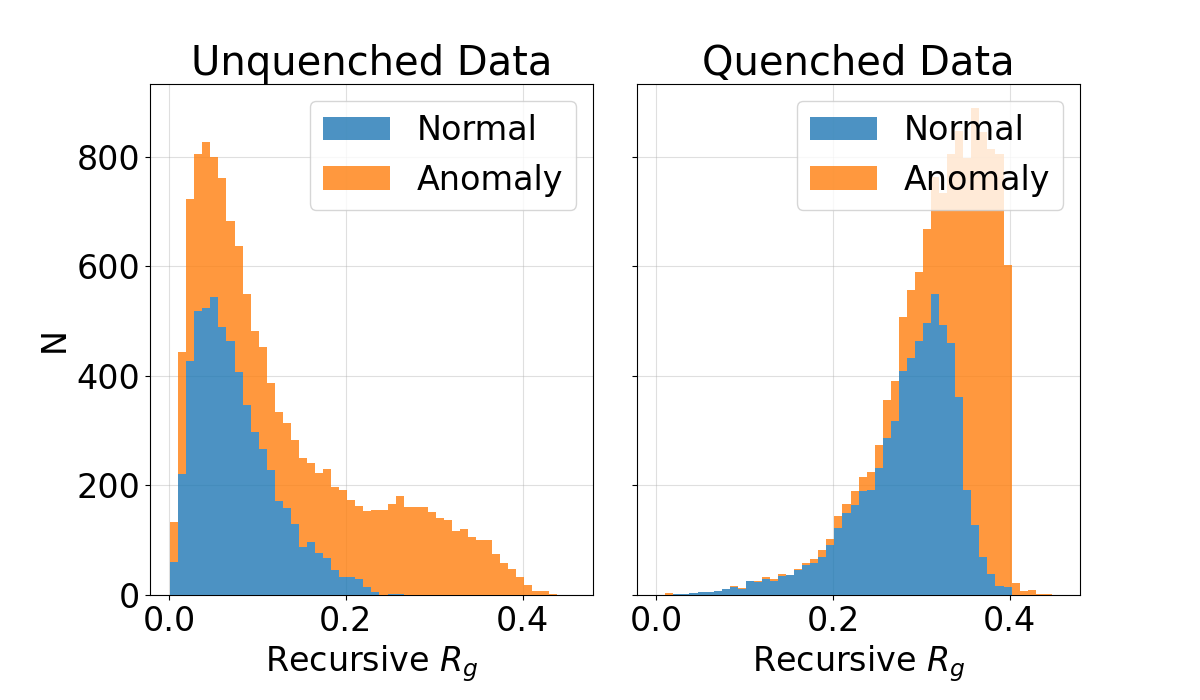 Unquenched Data
Normal
Anomaly
N
800
600
400
200
0
0.0 0.2 0.4
Recursive R_g
Quenched Data
Normal
Anomaly
0.0 0.2 0.4
Recursive R_g